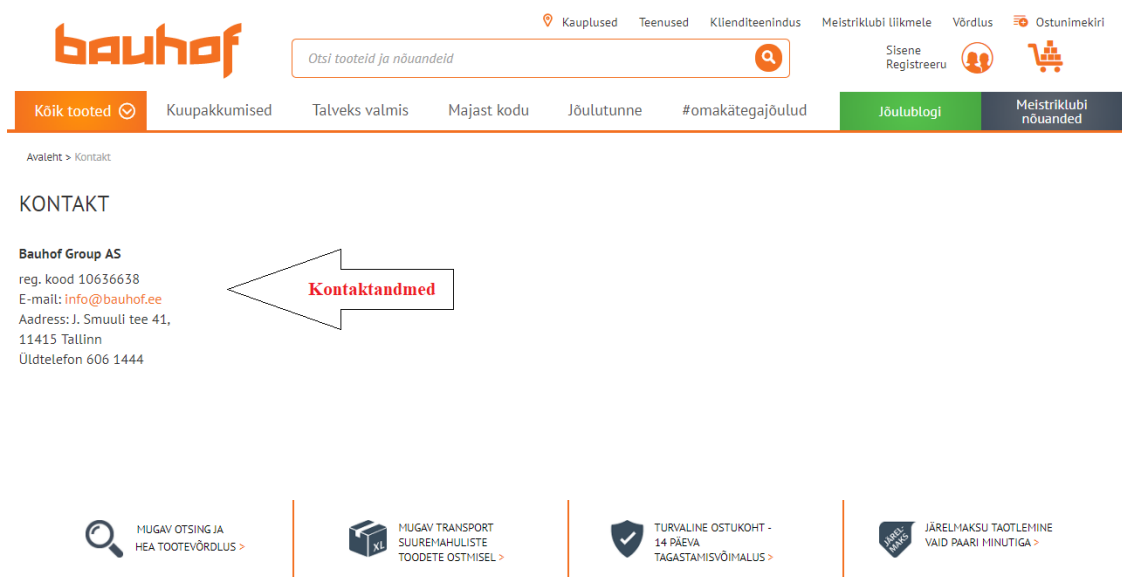 bauhof
Kauplused Teenused Klienditeenindus Meistriklubi liikmele Võrdlus Ostunimekiri
Otsi tooteid ja nõuandeid
Sisene
Registreeru
Kõik tooted Kuupakkumised Talveks valmis Majast kodu Jõulutunne #omakätegajõulud Jõulublogi
Meistriklubi
nõuanded
Avaleht > Kontakt
KONTAKT
Bauhof Group AS
reg. kood 10636638
E-mail: info@bauhof.ee
Aadress: J. Smuuli tee 41,
11415 Tallinn
Üldtelefon 606 1444
Kontaktandmed
MUGAV OTSING JA
HEA TOOTEVÕRDLUS >
XL
MUGAV TRANSPORT
SUUREMAHULISTE
TOODETE OSTMISEL >
TURVALINE OSTUKOHT -
14 PÄEVA
TAGASTAMISVÕIMALUS >
JÄREL-
MAKS
JÄRELMAKSU TAOTLEMINE
VAID PAARI MINUTIGA >